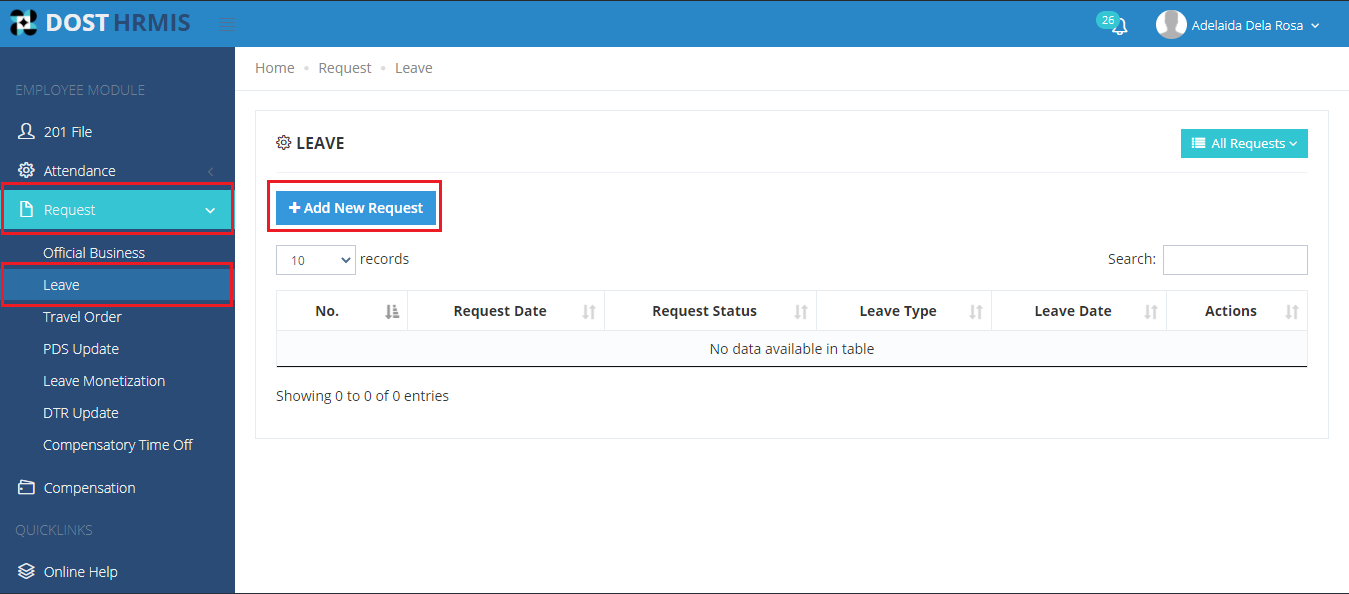 DOST HRMIS
26
Adelaida Dela Rosa
Home • Request • Leave
EMPLOYEE MODULE
201 File
Attendance
Request
Official Business
Leave
Travel Order
PDS Update
Leave Monetization
DTR Update
Compensatory Time Off
Compensation
QUICKLINKS
Online Help
LEAVE
All Requests
+ Add New Request
10 records
Search:
No. Request Date Request Status Leave Type Leave Date Actions
No data available in table
Showing 0 to 0 of 0 entries